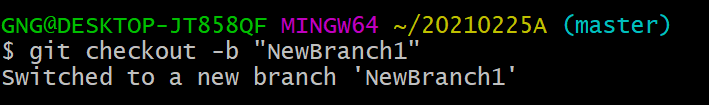 GNG@DESKTOP-JT858QF MINGW64 ~/20210225A (master)
$ git checkout -b "NewBranch1"
Switched to a new branch 'NewBranch1'